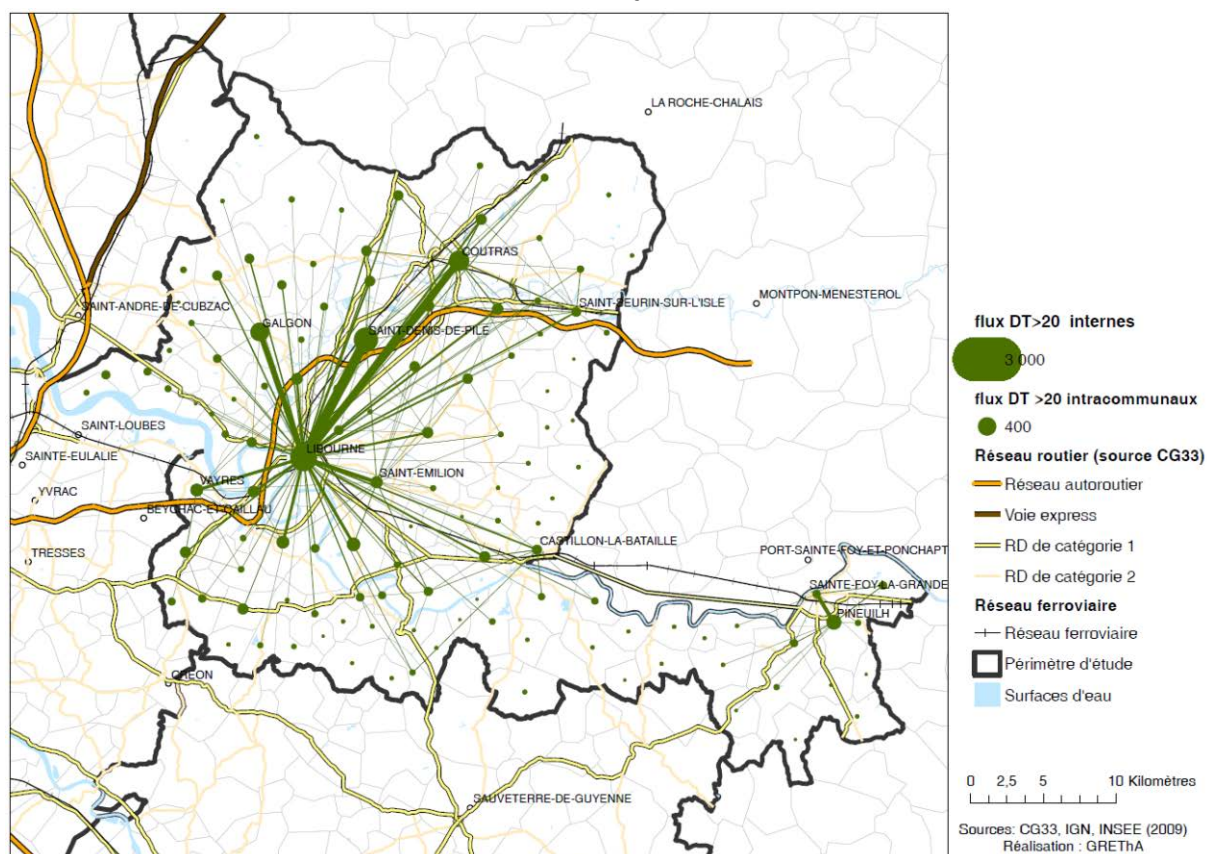 LA ROCHE-CHALAIS
COUTRAS
SAINT-SEURIN-SUR-L'ISLE
MONTPON-MENESTEROL
SAINT-ANDRE-DE-CUBZAC
GALGON
SAINT-DENIS-DE-PILE
SAINT-LOUBES
LIBOURNE
SAINTE-EULALIE
SAINT-EMILION
VAYRES
YVRAC
BEYCHAC-ET-CAILLAU
TRESSES
CASTILLON-LA-BATAILLE
PORT-SAINTE-FOY-ET-PONCHAPT
SAINTE-FOY-LA-GRANDE
PINEUILH
CREON
SAUVETERRE-DE-GUYENNE
flux DT>20 internes
3 000
flux DT >20 intracommunaux
400
Réseau routier (source CG33)
Réseau autoroutier
Voie express
RD de catégorie 1
RD de catégorie 2
Réseau ferroviaire
Réseau ferroviaire
Périmètre d'étude
Surfaces d'eau
0 2,5 5 10 Kilomètres
Sources: CG33, IGN, INSEE (2009)
Réalisation : GREThA